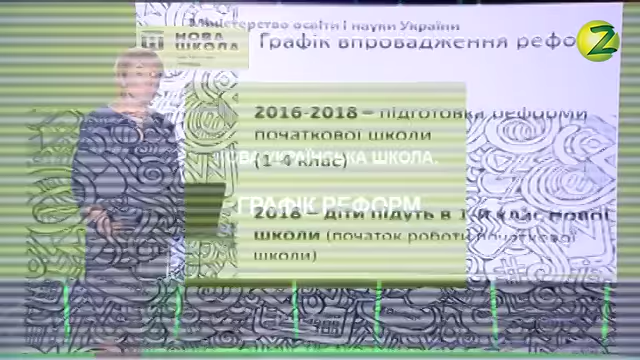 Міністерство освіти і науки України
НОВА
ШКОЛА
Графік впровадження рефо
Z
2016-2018 – підготовка реформи
початкової школи
НОВА УКРАЇНСЬКА ШКОЛА.
(1-4 клас)
ГРАФІК РЕФОРМ
2018 – діти підуть в 1-й клас нової
школи (початок роботи початкової
школи)